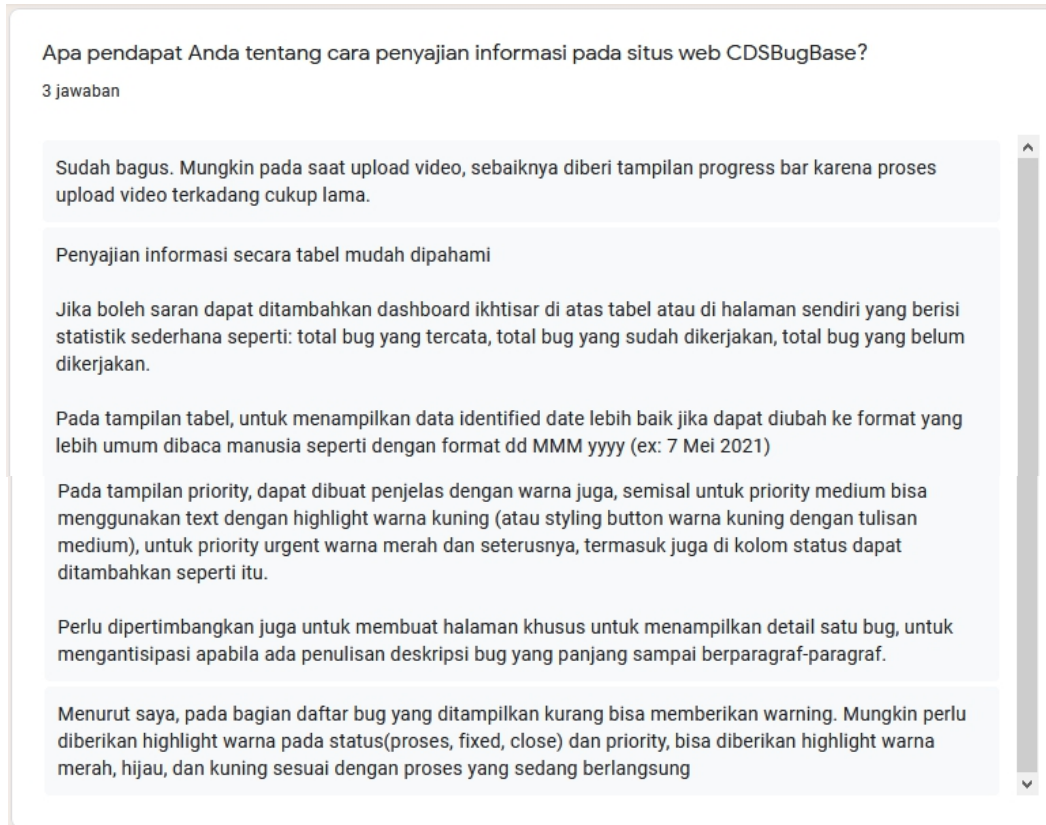 Apa pendapat Anda tentang cara penyajian informasi pada situs web CDSBugBase?
3 jawaban
Sudah bagus. Mungkin pada saat upload video, sebaiknya diberi tampilan progress bar karena proses
upload video terkadang cukup lama.
Penyajian informasi secara tabel mudah dipahami
Jika boleh saran dapat ditambahkan dashboard ikhtisar di atas tabel atau di halaman sendiri yang berisi
statistik sederhana seperti: total bug yang tercata, total bug yang sudah dikerjakan, total bug yang belum
dikerjakan.
Pada tampilan tabel, untuk menampilkan data identified date lebih baik jika dapat diubah ke format yang
lebih umum dibaca manusia seperti dengan format dd MMM yyyy (ex: 7 Mei 2021)
Pada tampilan priority, dapat dibuat penjelas dengan warna juga, semisal untuk priority medium bisa
menggunakan text dengan highlight warna kuning (atau styling button warna kuning dengan tulisan
medium), untuk priority urgent warna merah dan seterusnya, termasuk juga di kolom status dapat
ditambahkan seperti itu.
Perlu dipertimbangkan juga untuk membuat halaman khusus untuk menampilkan detail satu bug, untuk
mengantisipasi apabila ada penulisan deskripsi bug yang panjang sampai berparagraf-paragraf.
Menurut saya, pada bagian daftar bug yang ditampilkan kurang bisa memberikan warning. Mungkin perlu
diberikan highlight warna pada status(proses, fixed, close) dan priority, bisa diberikan highlight warna
merah, hijau, dan kuning sesuai dengan proses yang sedang berlangsung